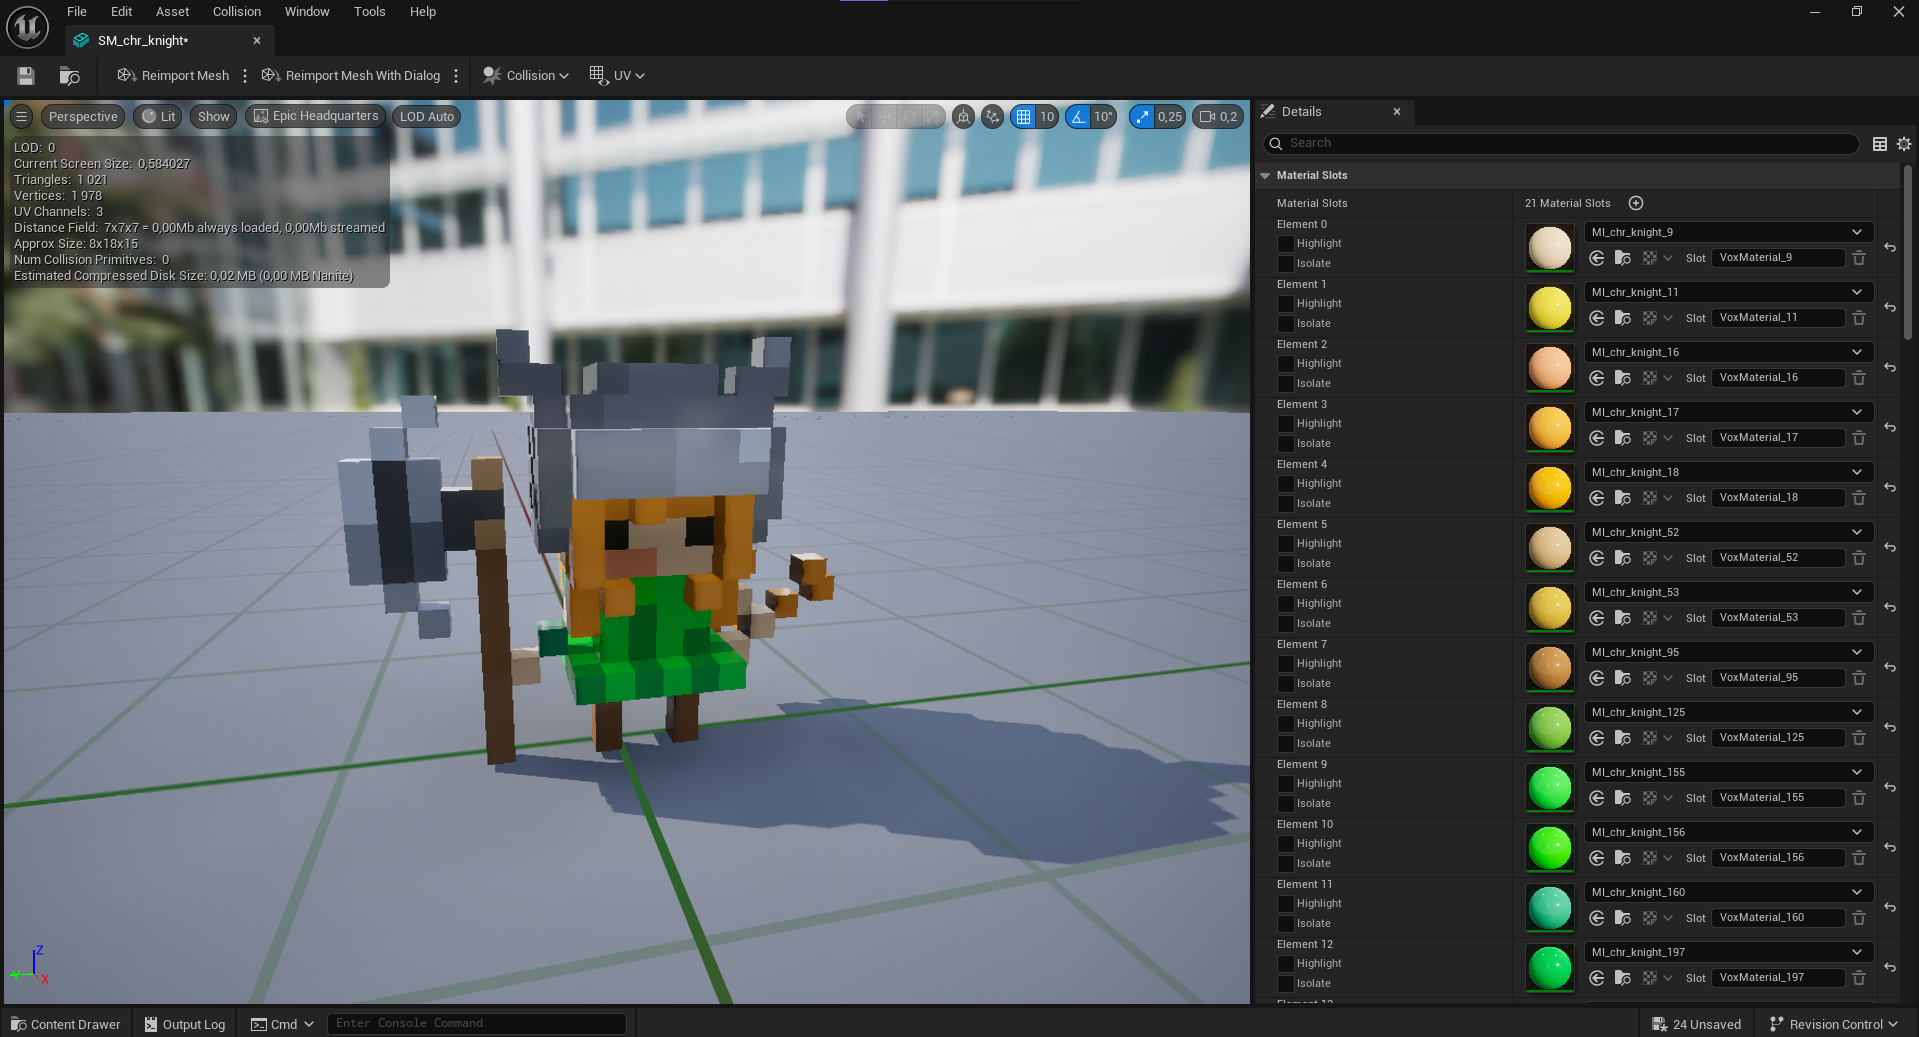 File Edit Asset Collision Window Tools Help
SM_chr_knight*
Reimport Mesh Reimport Mesh With Dialog Collision UV
Perspective Lit Show Epic Headquarters LOD Auto 10 10° 0,25 0,2
LOD: 0
Current Screen Size: 0,584027
Triangles: 1 021
Vertices: 1 978
UV Channels: 3
Distance Field: 7x7x7 = 0,00Mb always loaded, 0,00Mb streamed
Approx Size: 8x18x15
Num Collision Primitives: 0
Estimated Compressed Disk Size: 0,02 MB (0,00 MB Nanite)
Z
Y
X
Details
Search
Material Slots
Material Slots 21 Material Slots
Element 0
Highlight
Isolate
MI_chr_knight_9
Slot VoxMaterial_9
Element 1
Highlight
Isolate
MI_chr_knight_11
Slot VoxMaterial_11
Element 2
Highlight
Isolate
MI_chr_knight_16
Slot VoxMaterial_16
Element 3
Highlight
Isolate
MI_chr_knight_17
Slot VoxMaterial_17
Element 4
Highlight
Isolate
MI_chr_knight_18
Slot VoxMaterial_18
Element 5
Highlight
Isolate
MI_chr_knight_52
Slot VoxMaterial_52
Element 6
Highlight
Isolate
MI_chr_knight_53
Slot VoxMaterial_53
Element 7
Highlight
Isolate
MI_chr_knight_95
Slot VoxMaterial_95
Element 8
Highlight
Isolate
MI_chr_knight_125
Slot VoxMaterial_125
Element 9
Highlight
Isolate
MI_chr_knight_155
Slot VoxMaterial_155
Element 10
Highlight
Isolate
MI_chr_knight_156
Slot VoxMaterial_156
Element 11
Highlight
Isolate
MI_chr_knight_160
Slot VoxMaterial_160
Element 12
Highlight
Isolate
MI_chr_knight_197
Slot VoxMaterial_197
Content Drawer Output Log Cmd Enter Console Command 24 Unsaved Revision Control